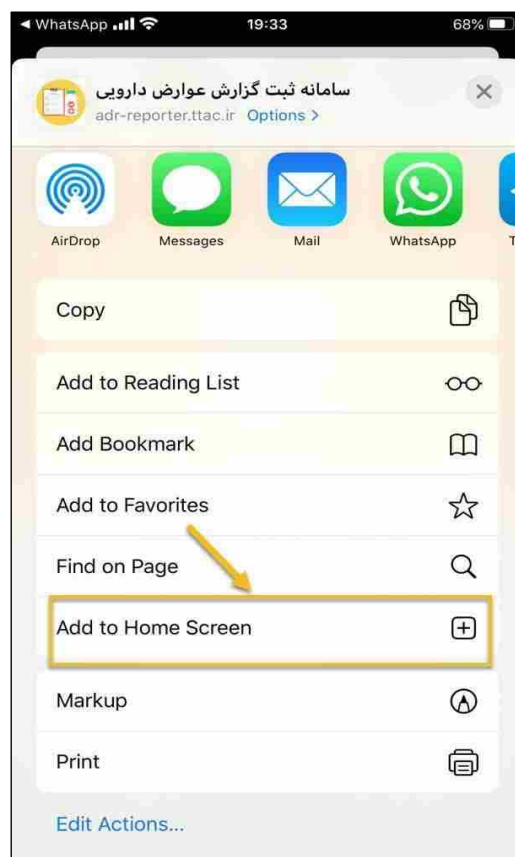 ◀ WhatsApp 19:33 68%
سامانه ثبت گزارش عوارض دارویی
adr-reporter.ttac.ir Options >
AirDrop Messages Mail WhatsApp T
Copy
Add to Reading List
Add Bookmark
Add to Favorites
Find on Page
Add to Home Screen
Markup
Print
Edit Actions...